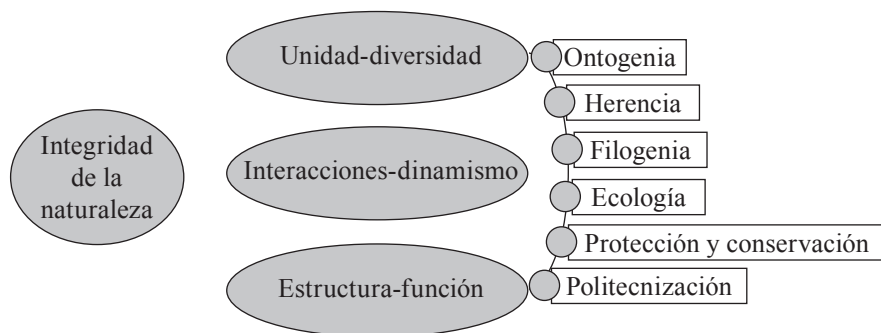 Integridad
de la
naturaleza
Unidad-diversidad
Interacciones-dinamismo
Estructura-función
Ontogenia
Herencia
Filogenia
Ecología
Protección y conservación
Politecnización